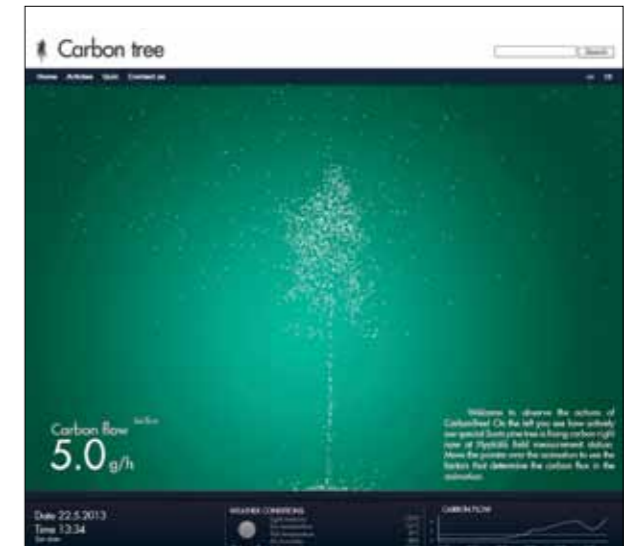 Carbon tree
Search
Home Articles Quiz Contact us
Carbon flow
5.0 g/h
Welcome to observe the actions of
CarbonTree! On the left you see how actively
our special Scots pine tree is fixing carbon right
now at Hyytiälä field measurement station.
Move the pointer over the animation to see the
factors that determine the carbon flux in the
animation.
Date 22.5.2013
Time 13:34
WEATHER CONDITIONS
CARBON FLOW